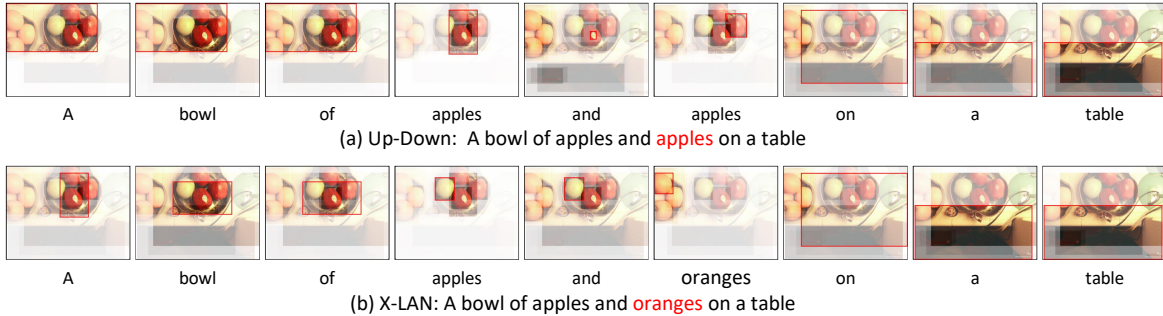 A bowl of apples and apples on a table
(a) Up-Down: A bowl of apples and apples on a table
A bowl of apples and oranges on a table
(b) X-LAN: A bowl of apples and oranges on a table